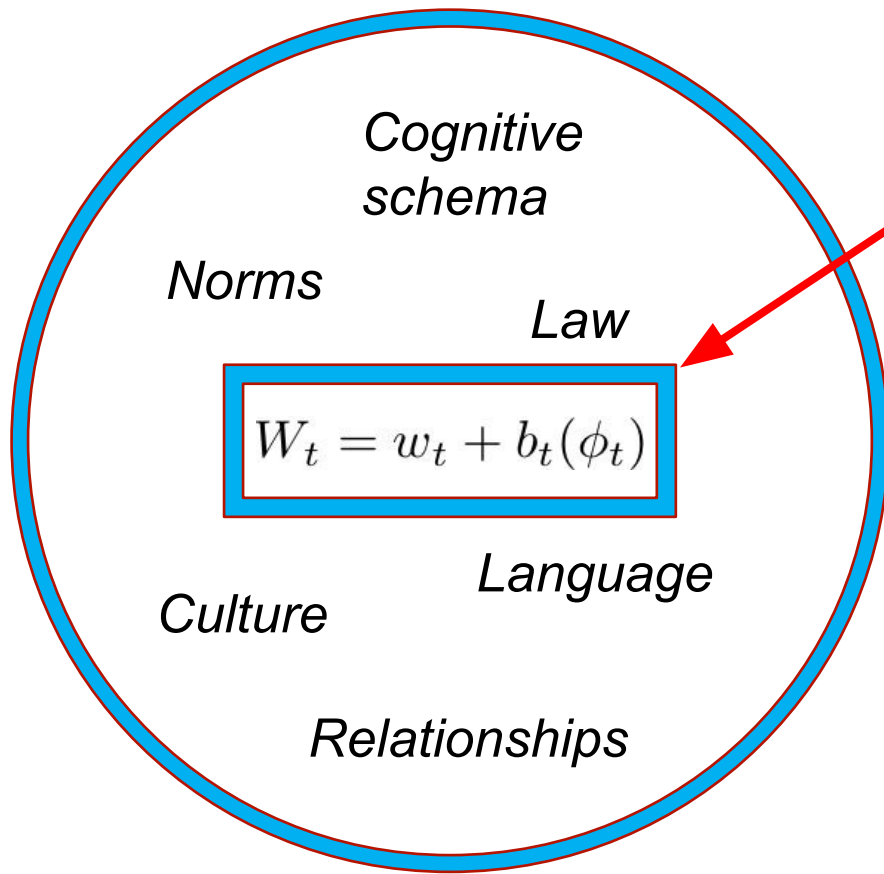 Cognitive
schema
Norms
Law
W_t = w_t + b_t(ϕ_t)
Language
Culture
Relationships